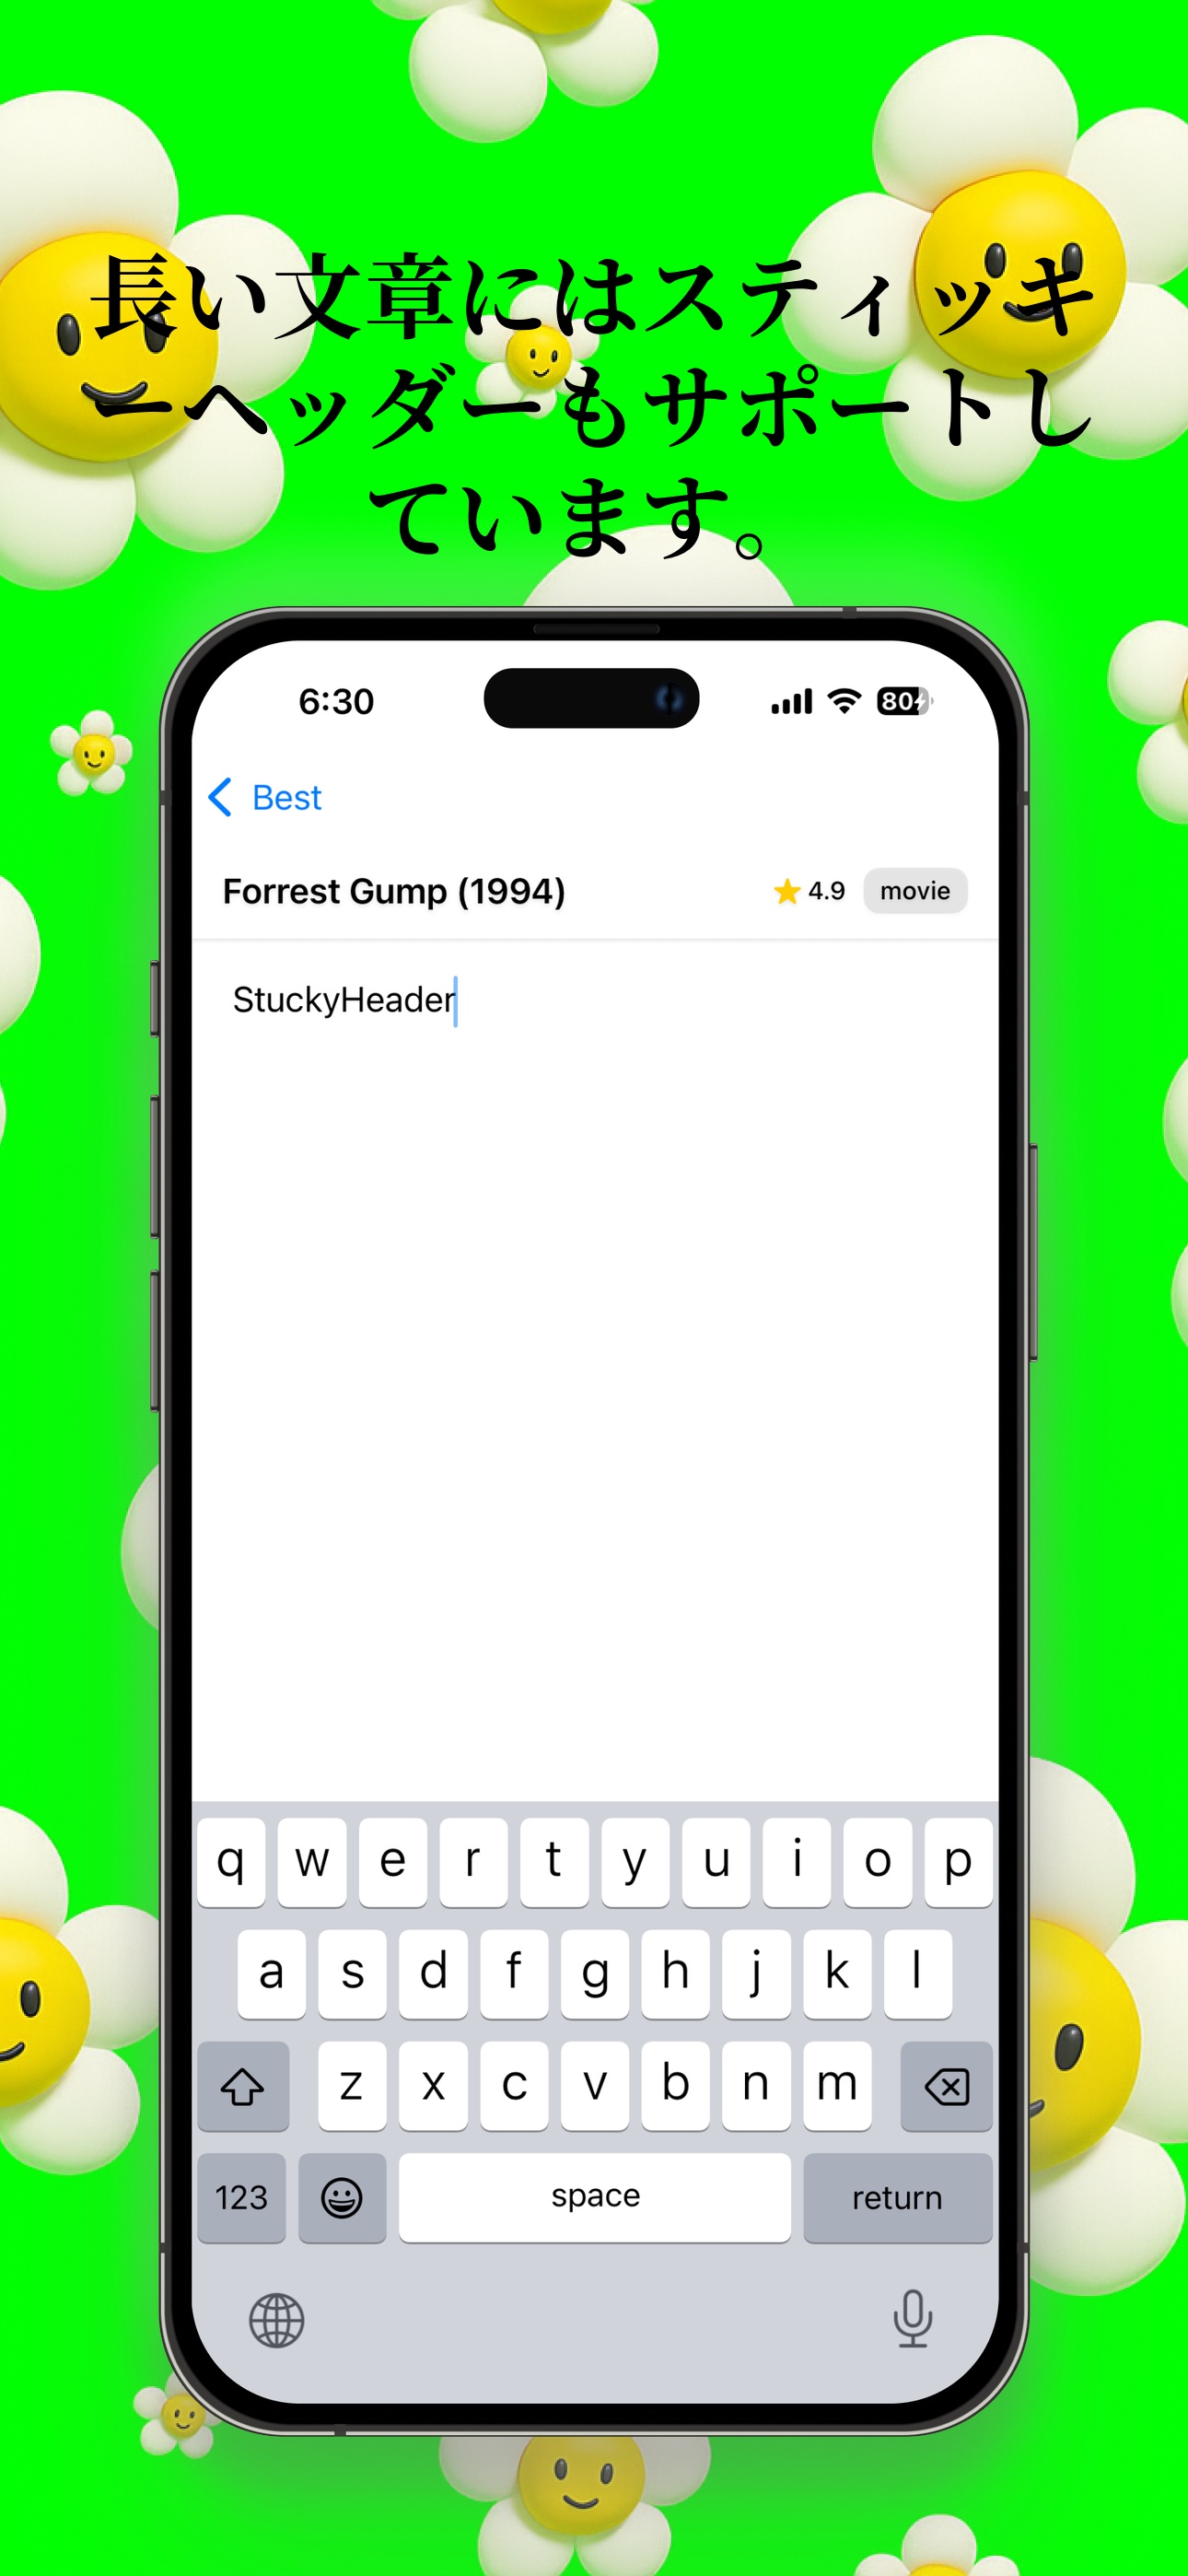 長い文章にはスティッキ
ーヘッダーもサポートし
ています。
6:30
80
Best
Forrest Gump (1994)
4.9
movie
StuckyHeader
q w e r t y u i o p
a s d f g h j k l
z x c v b n m
123 space return